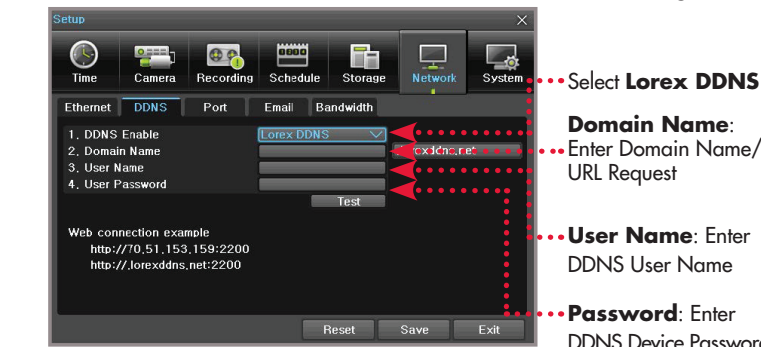 Setup
Time Camera Recording Schedule Storage Network System
Ethernet DDNS Port Email Bandwidth
1. DDNS Enable Lorex DDNS
2. Domain Name
3. User Name
4. User Password
Test
Web connection example
http://70.51.153.159:2200
http://.lorexddns.net:2200
Reset Save Exit
Select Lorex DDNS
Domain Name:
Enter Domain Name/
URL Request
User Name: Enter
DDNS User Name
Password: Enter
DDNS Device Password